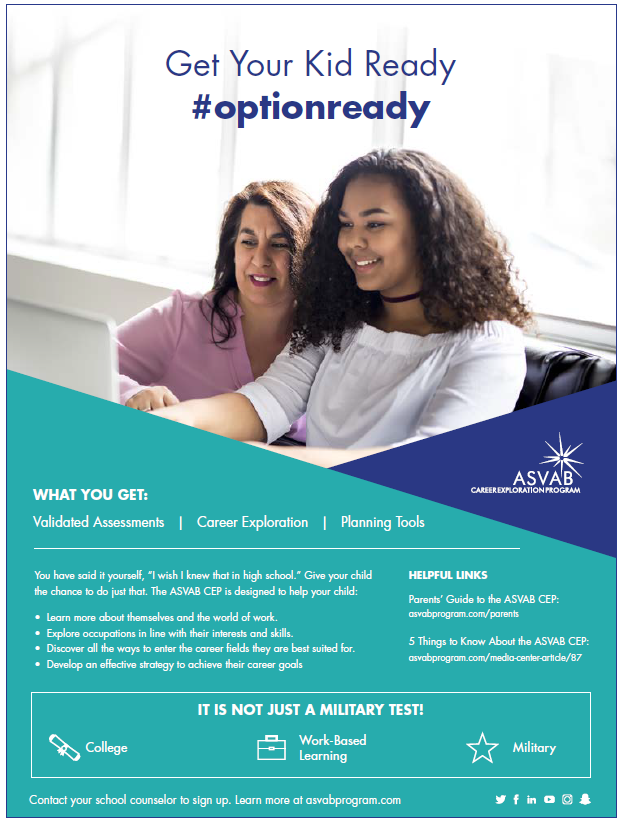 Get Your Kid Ready
#optionready
ASVAB
CAREER EXPLORATION PROGRAM
WHAT YOU GET:
Validated Assessments | Career Exploration | Planning Tools
You have said it yourself, "I wish I knew that in high school." Give your child
the chance to do just that. The ASVAB CEP is designed to help your child:
• Learn more about themselves and the world of work.
• Explore occupations in line with their interests and skills.
• Discover all the ways to enter the career fields they are best suited for.
• Develop an effective strategy to achieve their career goals
HELPFUL LINKS
Parents' Guide to the ASVAB CEP:
asvabprogram.com/parents
5 Things to Know About the ASVAB CEP:
asvabprogram.com/media-center-article/87
IT IS NOT JUST A MILITARY TEST!
College
Work-Based
Learning
Military
Contact your school counselor to sign up. Learn more at asvabprogram.com